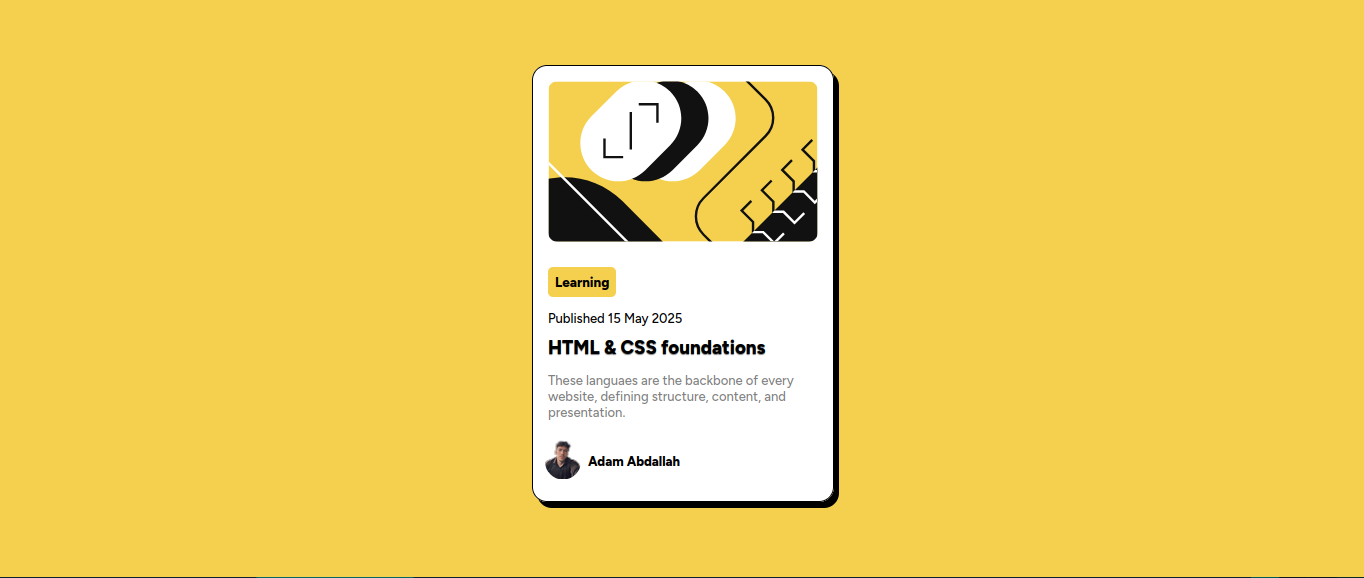 Learning
Published 15 May 2025
HTML & CSS foundations
These languaes are the backbone of every
website, defining structure, content, and
presentation.
Adam Abdallah